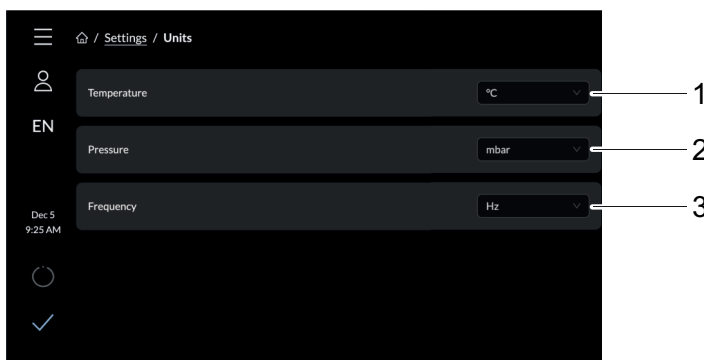 / Settings / Units
Temperature °C 1
EN
Pressure mbar 2
Frequency Hz 3
Dec 5
9:25 AM